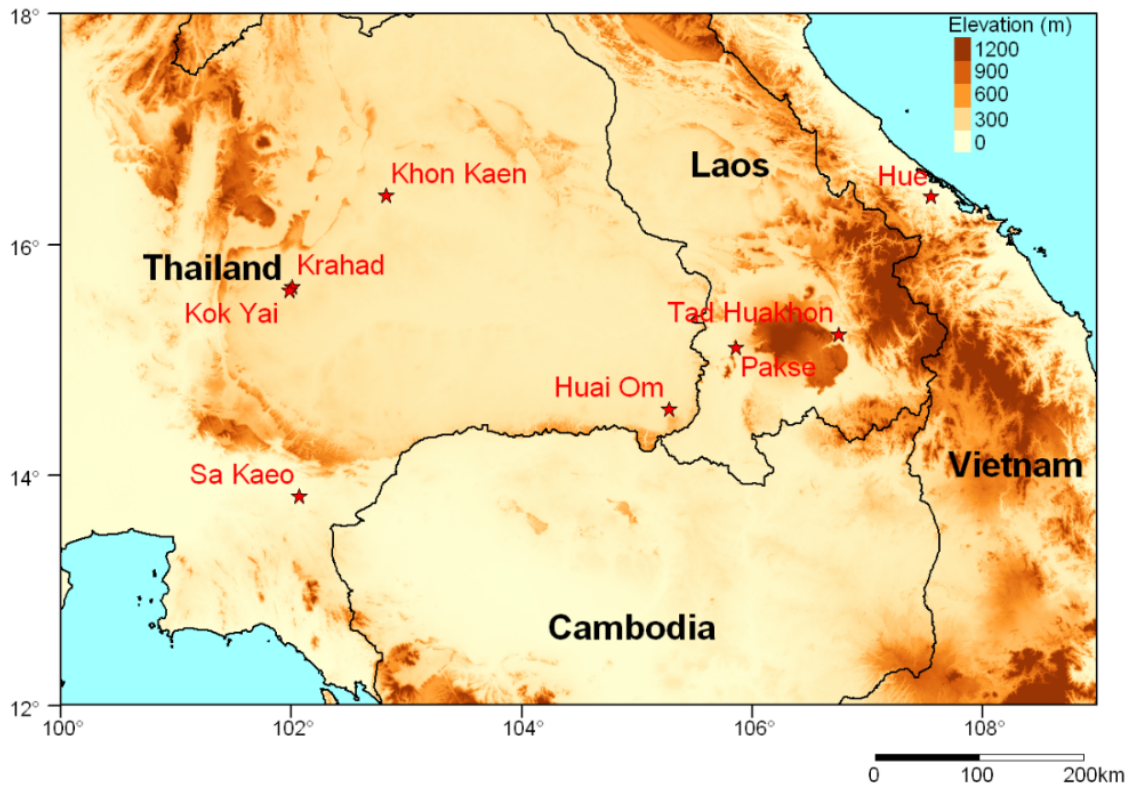 18°
Elevation (m)
1200
900
600
300
0
Laos
Khon Kaen
Hue
16°
Thailand
Krahad
Kok Yai
Tad Huakhon
Pakse
Huai Om
14°
Sa Kaeo
Vietnam
Cambodia
12°
100°
102°
104°
106°
108°
0
100
200km